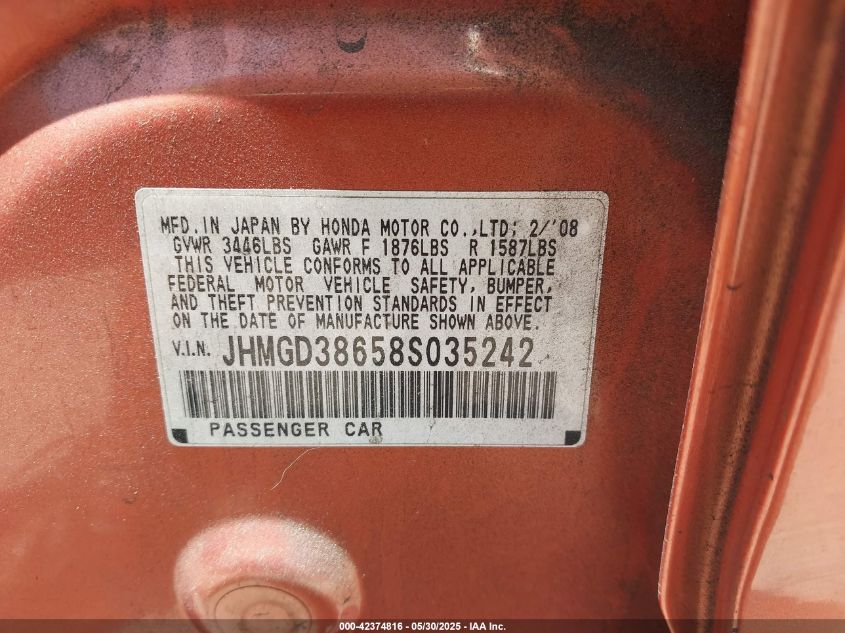 MFD. IN JAPAN BY HONDA MOTOR CO.,LTD; 2/'08
GVWR 3446LBS GAWR F 1876LBS R 1587LBS
THIS VEHICLE CONFORMS TO ALL APPLICABLE
FEDERAL MOTOR VEHICLE SAFETY, BUMPER,
AND THEFT PREVENTION STANDARDS IN EFFECT
ON THE DATE OF MANUFACTURE SHOWN ABOVE.
V.I.N. JHMGD38658S035242
PASSENGER CAR
000-42374816 - 05/30/2025 - IAA Inc.